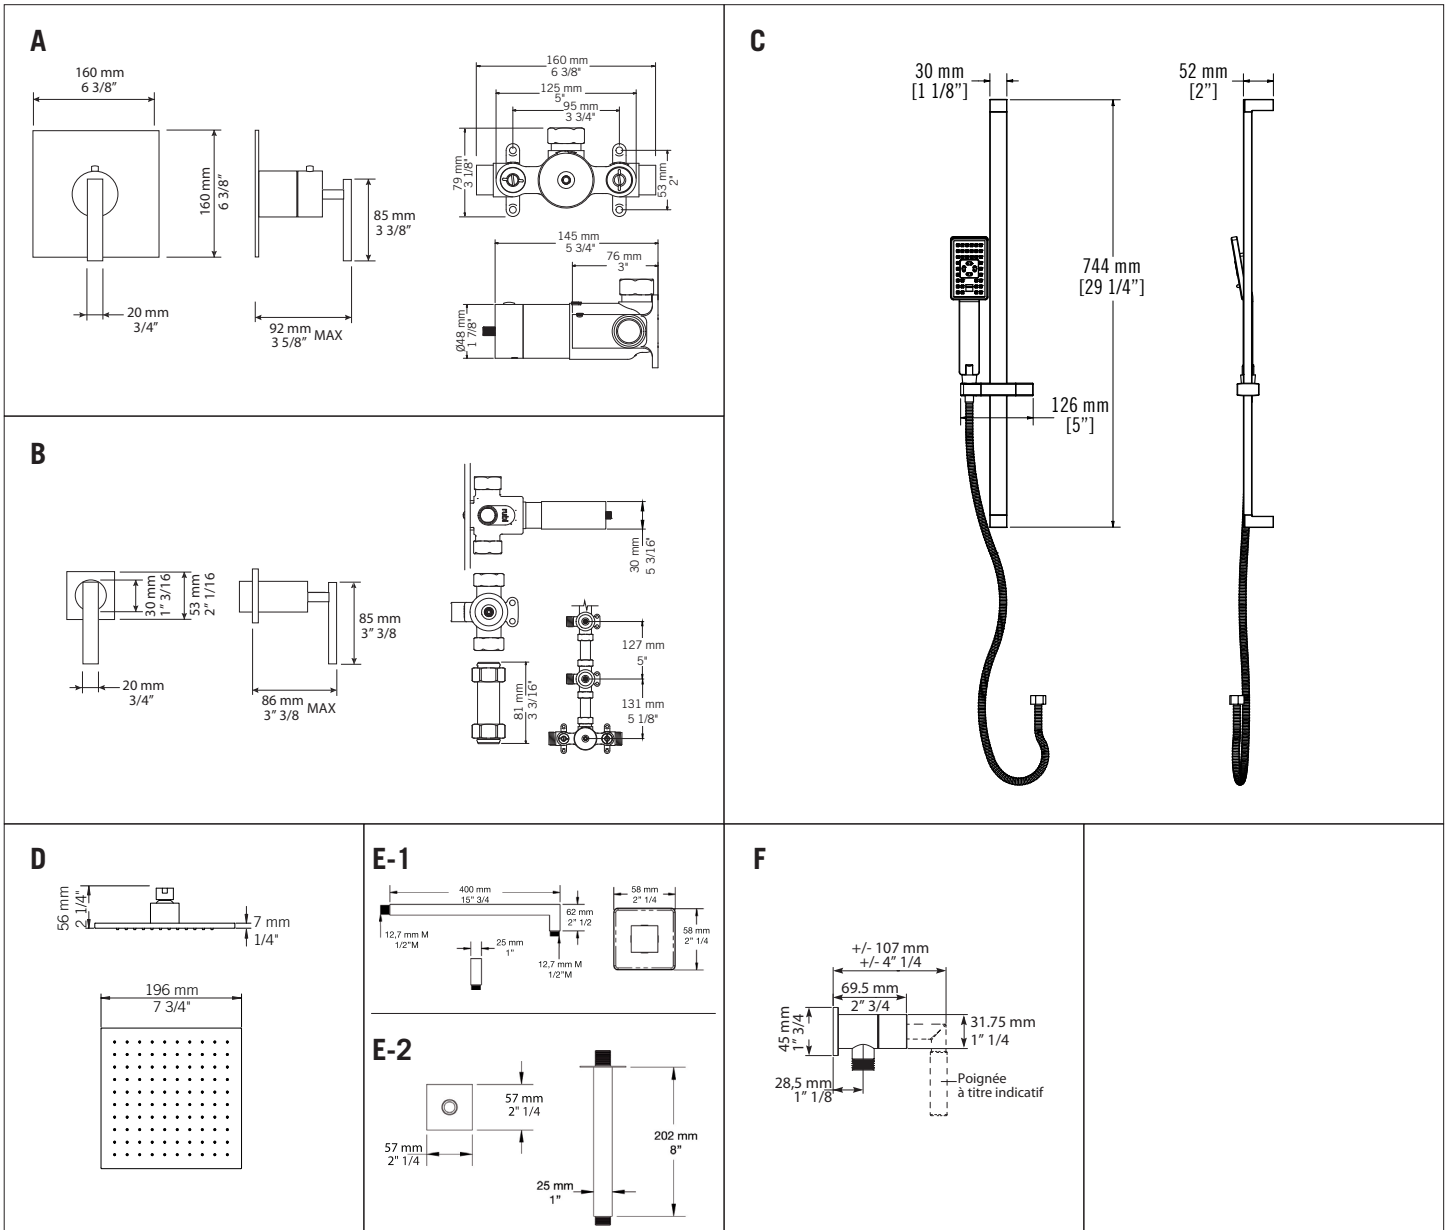 A
160 mm
6 3/8”
160 mm
6 3/8”
20 mm
3/4”
85 mm
3 3/8”
92 mm MAX
3 5/8”
160 mm
6 3/8"
125 mm
5"
95 mm
3 3/4"
79 mm
3 1/8"
53 mm
2"
145 mm
5 3/4"
76 mm
3"
Ø48 mm
1 7/8"
B
30 mm
1” 3/16
53 mm
2” 1/16
20 mm
3/4”
85 mm
3” 3/8
86 mm MAX
3” 3/8
rubi
30 mm
5 3/16"
81 mm
3 3/16"
127 mm
5"
131 mm
5 1/8"
C
30 mm
[1 1/8”]
52 mm
[2”]
744 mm
[29 1/4”]
126 mm
[5”]
D
56 mm
2 1/4"
7 mm
1/4"
196 mm
7 3/4"
E-1
400 mm
15” 3/4
62 mm
2” 1/2
12,7 mm M
1/2”M
25 mm
1”
12,7 mm M
1/2”M
58 mm
2” 1/4
58 mm
2” 1/4
E-2
57 mm
2” 1/4
57 mm
2” 1/4
202 mm
8”
25 mm
1”
F
+/- 107 mm
+/- 4” 1/4
69.5 mm
2” 3/4
45 mm
1” 3/4
31.75 mm
1” 1/4
28,5 mm
1” 1/8
Poignée
à titre indicatif